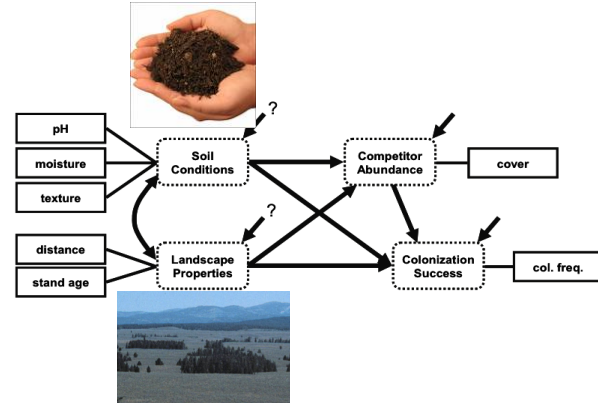 ?
pH
Soil
Conditions
Competitor
Abundance
moisture
cover
texture
?
distance
Landscape
Properties
Colonization
Success
stand age
col. freq.